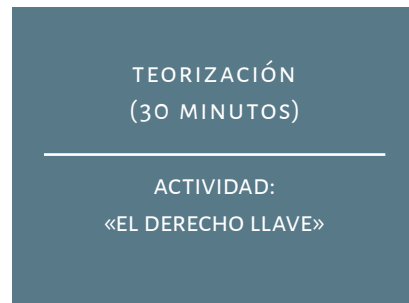 TEORIZACIÓN
(30 MINUTOS)
ACTIVIDAD:
«EL DERECHO LLAVE»